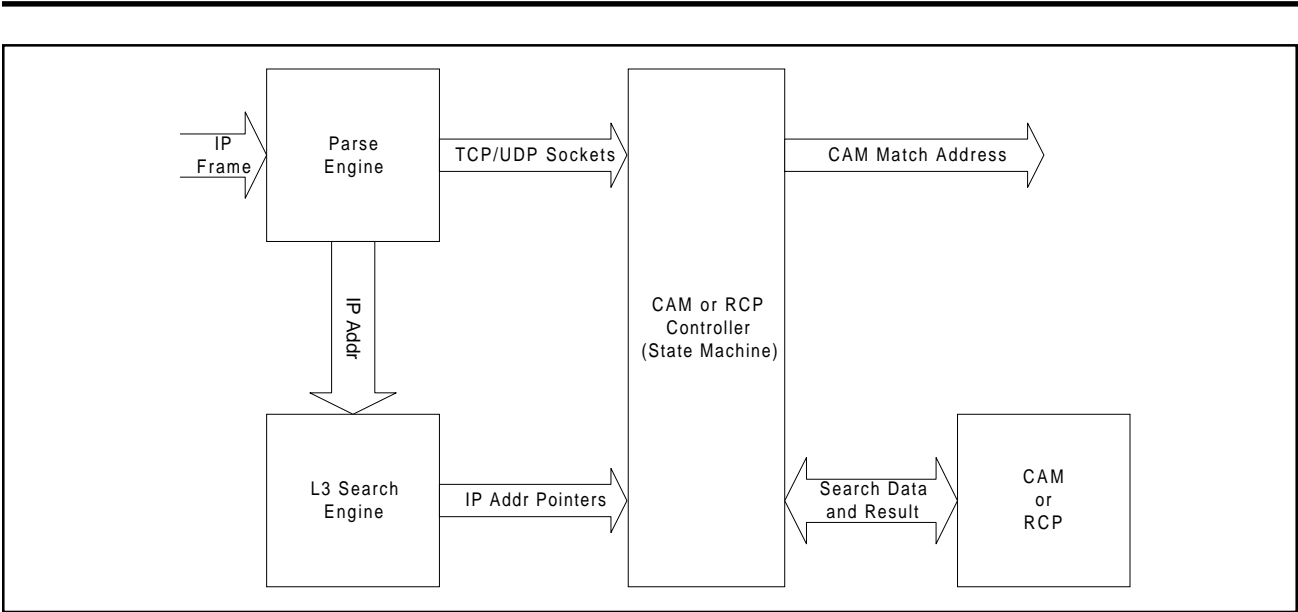 IP
Frame
Parse
Engine
TCP/UDP Sockets
CAM Match Address
IP Addr
CAM or RCP
Controller
(State Machine)
L3 Search
Engine
IP Addr Pointers
Search Data
and Result
CAM
or
RCP